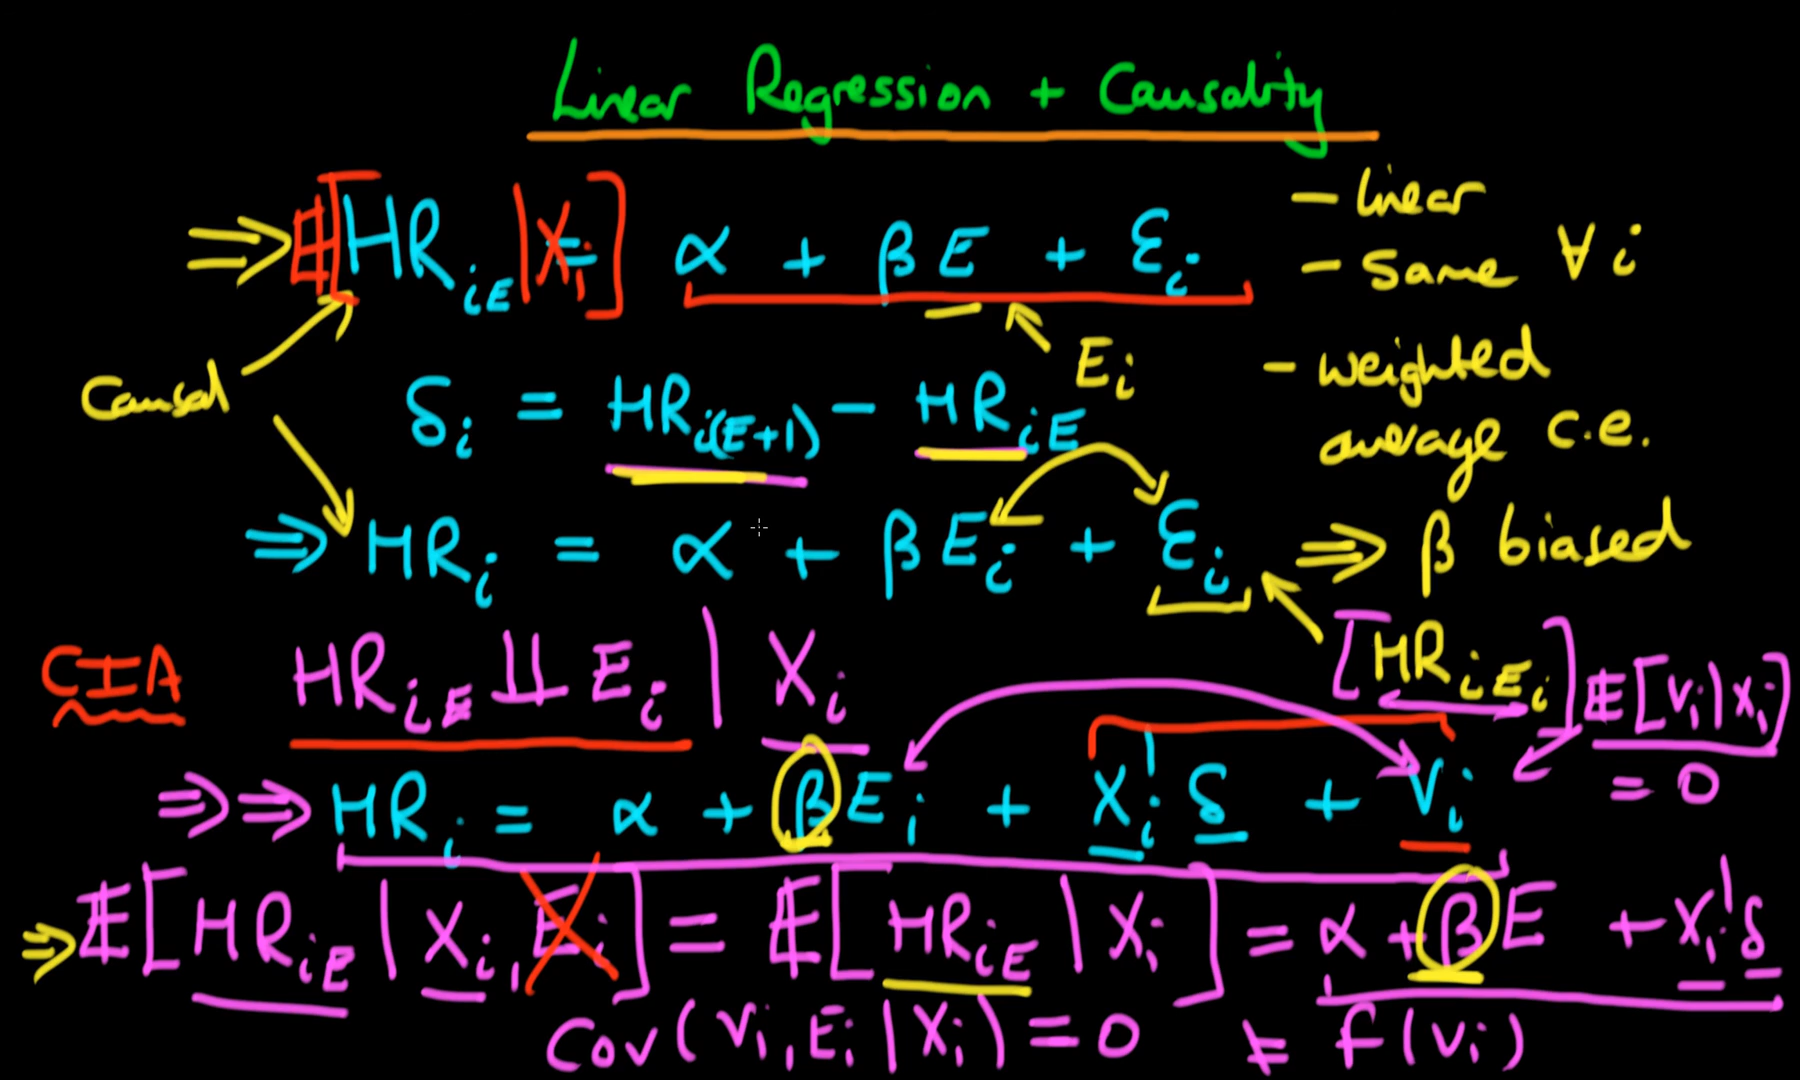 Linear Regression + Causality
⇒ E[HR_iE | X_i] = α + βE + ε_i
- linear
- Same ∀ i
Causal
δ_i = HR_i(E+1) - HR_iE
E_i
- weighted
average c.e.
⇒ HR_i = α + βE_i + ε_i ⇒ β biased
CIA HR_iE ⊥⊥ E_i | X_i
[HR_iE_i] E[V_i | X_i]
= 0
⇒ ⇒ HR_i = α + βE_i + X_i' δ + V_i
⇒ E[HR_iE | X_i, E_i] = E[HR_iE | X_i] = α + βE + X_i' δ
Cov(V_i, E_i | X_i) = 0 ≠ f(V_i)